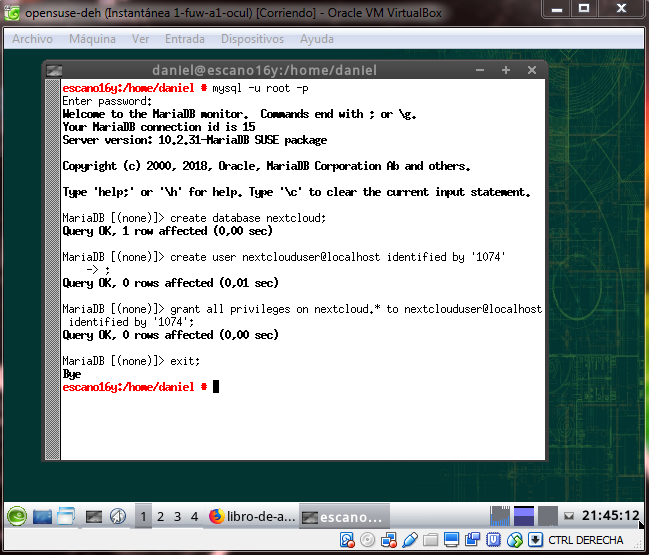 opensuse-deh (Instantánea 1-fuw-a1-ocul) [Corriendo] - Oracle VM VirtualBox
Archivo Máquina Ver Entrada Dispositivos Ayuda
daniel@escano16y:/home/daniel
escano16y:/home/daniel # mysql -u root -p
Enter password:
Welcome to the MariaDB monitor.  Commands end with ; or \g.
Your MariaDB connection id is 15
Server version: 10.2.31-MariaDB SUSE package
Copyright (c) 2000, 2018, Oracle, MariaDB Corporation Ab and others.
Type 'help;' or '\h' for help. Type '\c' to clear the current input statement.
MariaDB [(none)]> create database nextcloud;
Query OK, 1 row affected (0,00 sec)
MariaDB [(none)]> create user nextclouduser@localhost identified by '1074'
    -> ;
Query OK, 0 rows affected (0,01 sec)
MariaDB [(none)]> grant all privileges on nextcloud.* to nextclouduser@localhost
 identified by '1074';
Query OK, 0 rows affected (0,00 sec)
MariaDB [(none)]> exit;
Bye
escano16y:/home/daniel #
1 2 3 4 libro-de-a... escano... 21:45:12
CTRL DERECHA